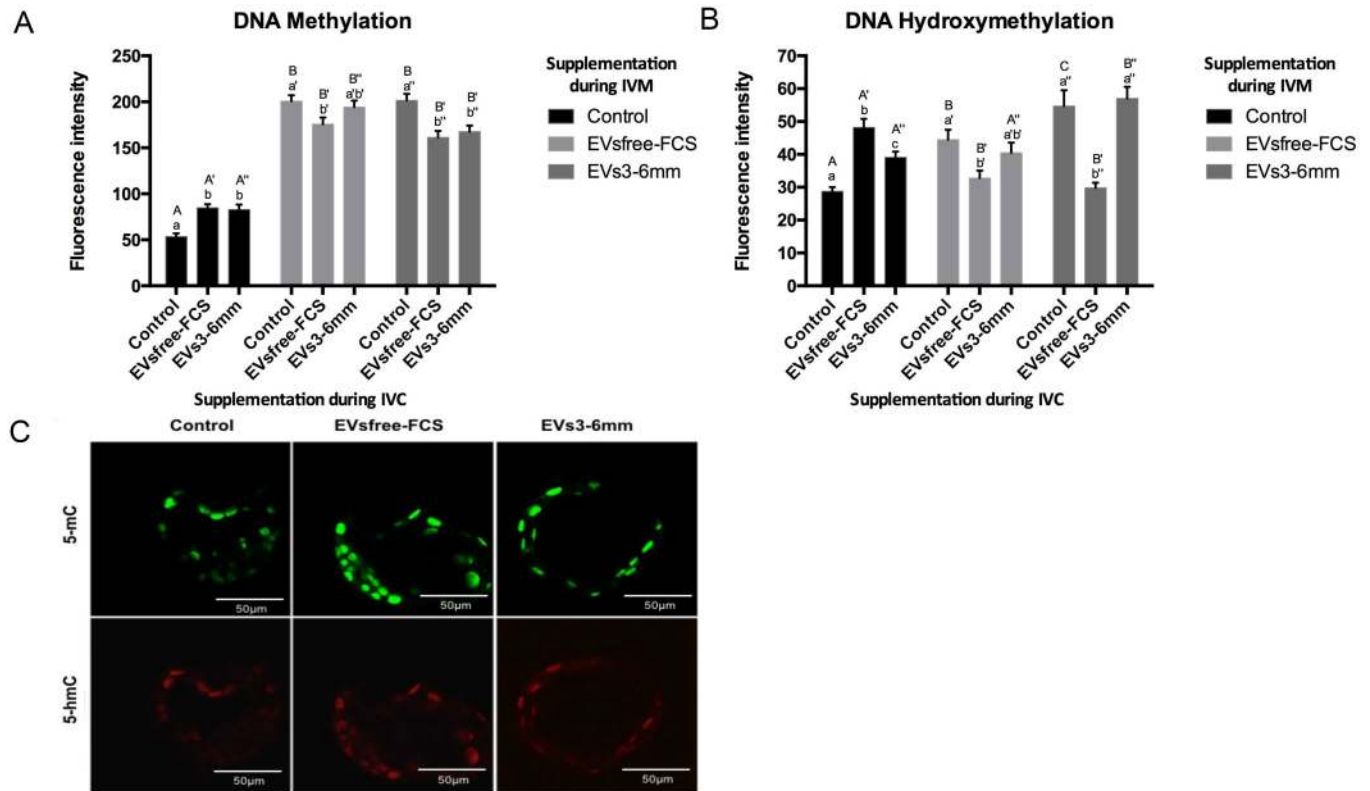 A
DNA Methylation
Fluorescence intensity
250
200
150
100
50
0
A
a
A'
b
A''
b
B
a'
B'
b'
B''
a'b'
B
a''
B'
b''
B''
b''
Control
EVsfree-FCS
EVs3-6mm
Control
EVsfree-FCS
EVs3-6mm
Control
EVsfree-FCS
EVs3-6mm
Supplementation during IVC
Supplementation
during IVM
Control
EVsfree-FCS
EVs3-6mm
B
DNA Hydroxymethylation
Fluorescence intensity
70
60
50
40
30
20
10
0
A
a
A'
b
A''
c
B
a'
B'
b'
A''
a'b'
C
a''
B'
b''
B''
a''
Control
EVsfree-FCS
EVs3-6mm
Control
EVsfree-FCS
EVs3-6mm
Control
EVsfree-FCS
EVs3-6mm
Supplementation during IVC
Supplementation
during IVM
Control
EVsfree-FCS
EVs3-6mm
C
Control
EVsfree-FCS
EVs3-6mm
5-mC
50µm
50µm
50µm
5-hmC
50µm
50µm
50µm